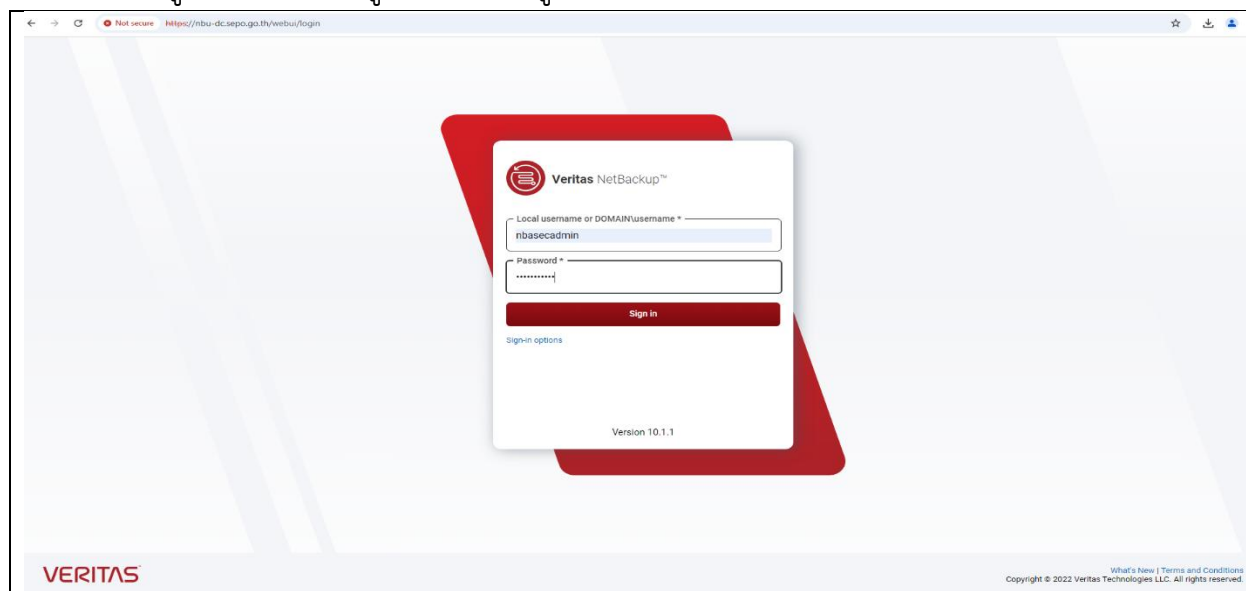 Not secure https://nbu-dc.sepo.go.th/webui/login
Veritas NetBackup™
Local username or DOMAIN\username *
nbasecadmin
Password *
•••••••••••
Sign in
Sign-in options
Version 10.1.1
VERITAS
What's New | Terms and Conditions
Copyright © 2022 Veritas Technologies LLC. All rights reserved.